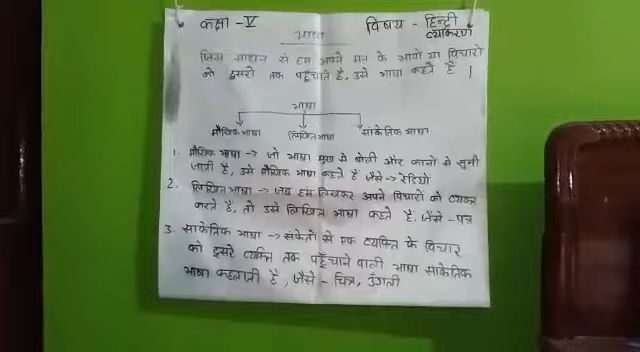 कक्षा - V विषय - हिन्दी
व्याकरण
भाषा
जिस साधन से हम अपने मन के भावों या विचारों
को दूसरों तक पहुँचाते है, उसे भाषा कहते है |
भाषा
मौखिक भाषा लिखित भाषा सांकेतिक भाषा
1. मौखिक भाषा → जो भाषा मुख से बोली और कानों से सुनी
जाती है, उसे मौखिक भाषा कहते है जैसे → रेडियो
2. लिखित भाषा → जब हम लिखकर अपने विचारों को व्यक्त
करते है, तो उसे लिखित भाषा कहते है. जैसे - पत्र
3. सांकेतिक भाषा → संकेतों से एक व्यक्ति के विचार
को दूसरे व्यक्ति तक पहुँचाने वाली भाषा सांकेतिक
भाषा कहलाती है, जैसे - चित्र, उँगली